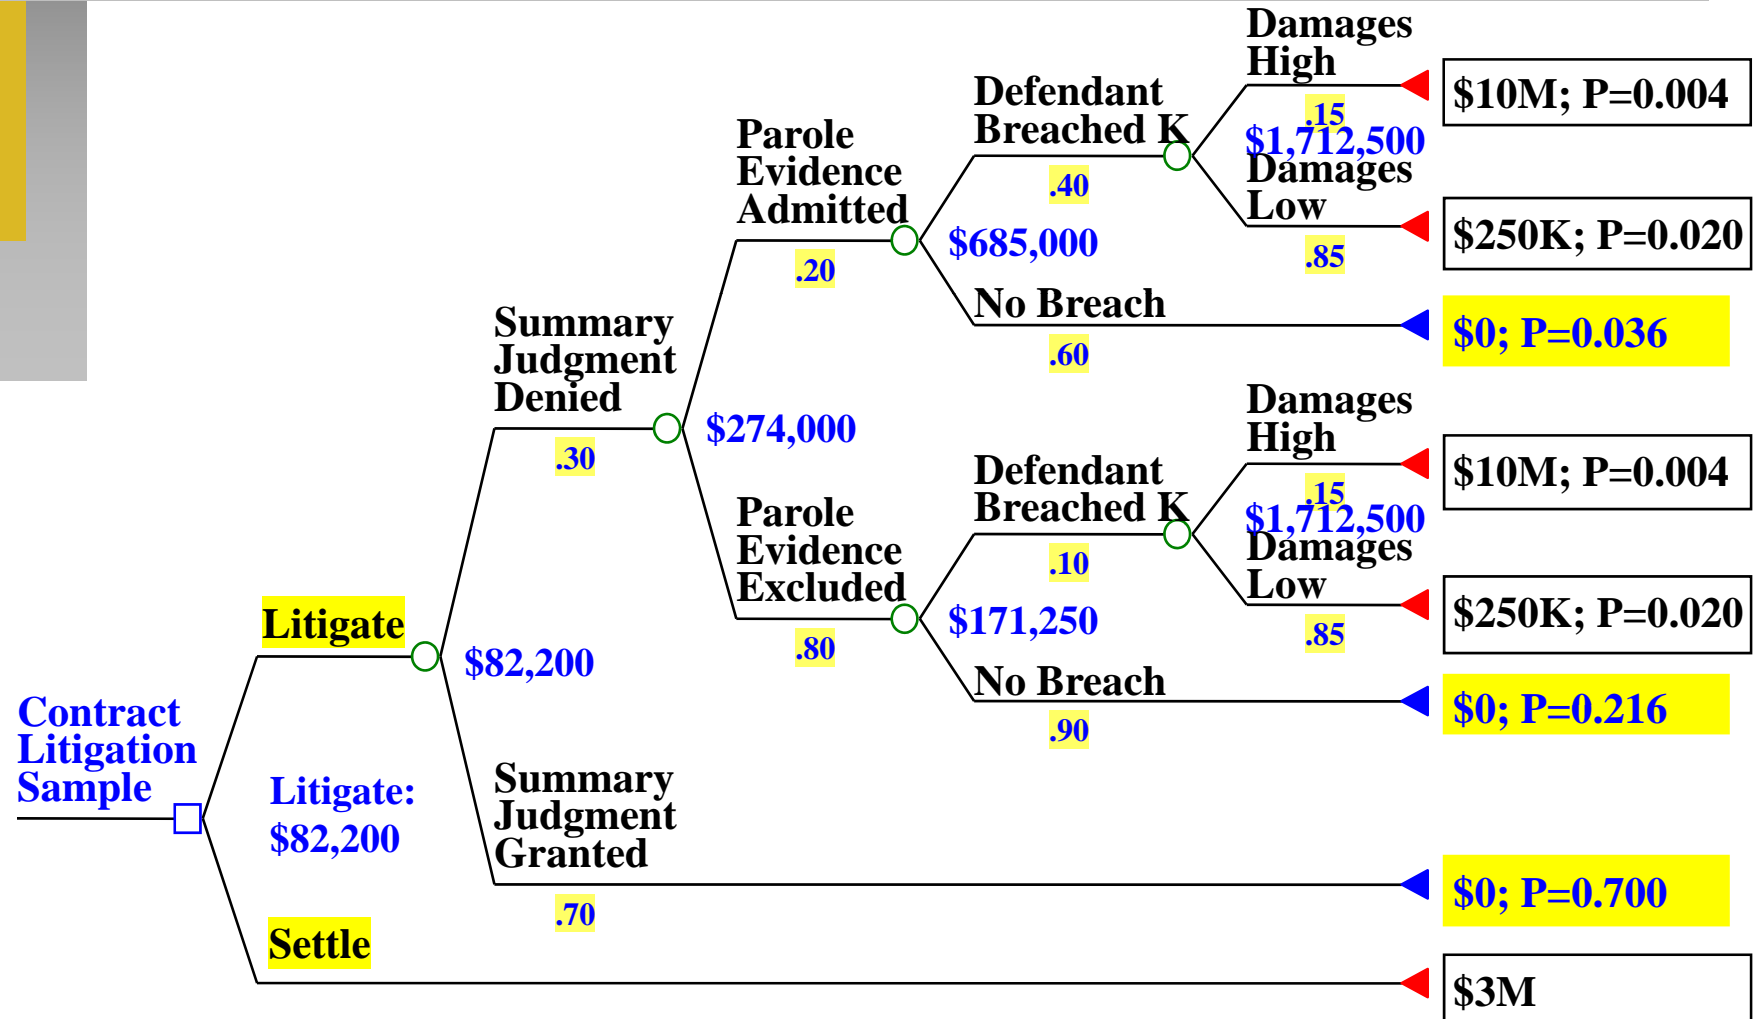 Damages
High
.15
$10M; P=0.004
Defendant
Breached K
.40
$1,712,500
Damages
Low
.85
$250K; P=0.020
Parole
Evidence
Admitted
.20
$685,000
No Breach
.60
$0; P=0.036
Summary
Judgment
Denied
.30
$274,000
Damages
High
.15
$10M; P=0.004
Defendant
Breached K
.10
$1,712,500
Damages
Low
.85
$250K; P=0.020
Parole
Evidence
Excluded
.80
$171,250
No Breach
.90
$0; P=0.216
Litigate
$82,200
Contract
Litigation
Sample
Litigate:
$82,200
Summary
Judgment
Granted
.70
$0; P=0.700
Settle
$3M